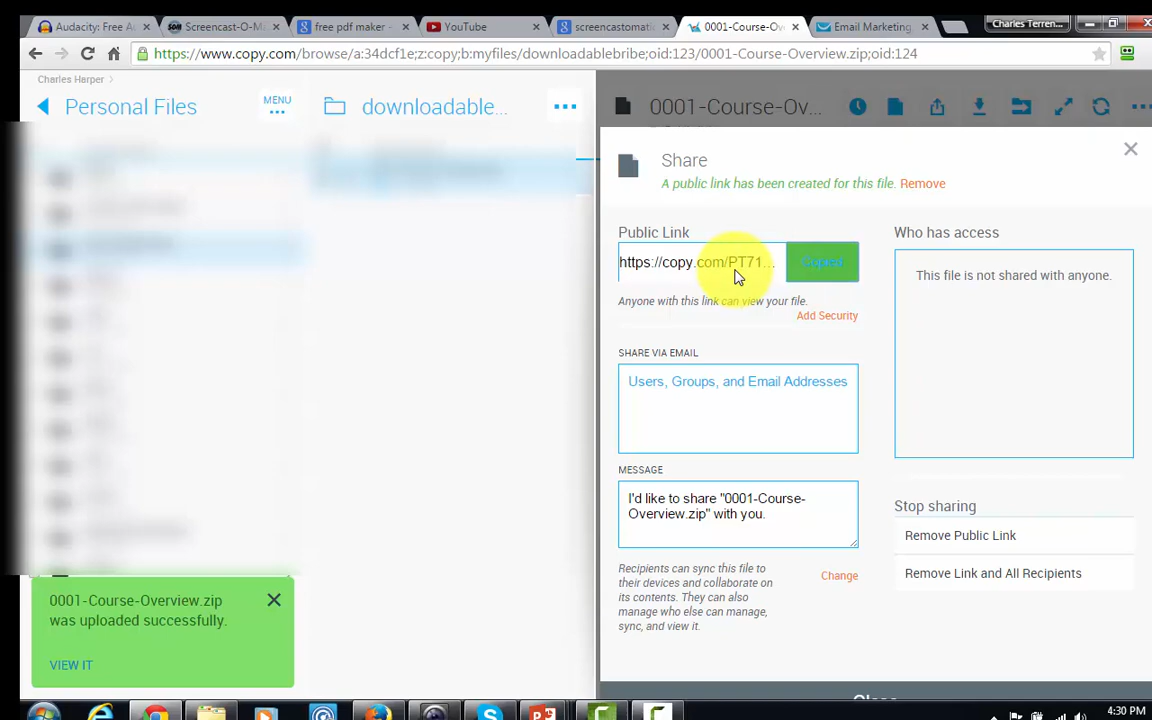 Audacity: Free Au
Screencast-O-Ma
free pdf maker -
YouTube
screencastomatic
0001-Course-Ov
Email Marketing
Charles Terren...
https://www.copy.com/browse/a:34dcf1e;z:copy;b:myfiles/downloadablebribe;oid:123/0001-Course-Overview.zip;oid:124
Charles Harper
Personal Files
MENU
downloadable...
0001-Course-Ov...
Share
A public link has been created for this file. Remove
Public Link
https://copy.com/PT71...
Copied
Anyone with this link can view your file.
Add Security
SHARE VIA EMAIL
Users, Groups, and Email Addresses
MESSAGE
I'd like to share "0001-Course-
Overview.zip" with you.
Recipients can sync this file to
their devices and collaborate on
its contents. They can also
manage who else can manage,
sync, and view it.
Change
Who has access
This file is not shared with anyone.
Stop sharing
Remove Public Link
Remove Link and All Recipients
0001-Course-Overview.zip
was uploaded successfully.
VIEW IT
Close
4:30 PM